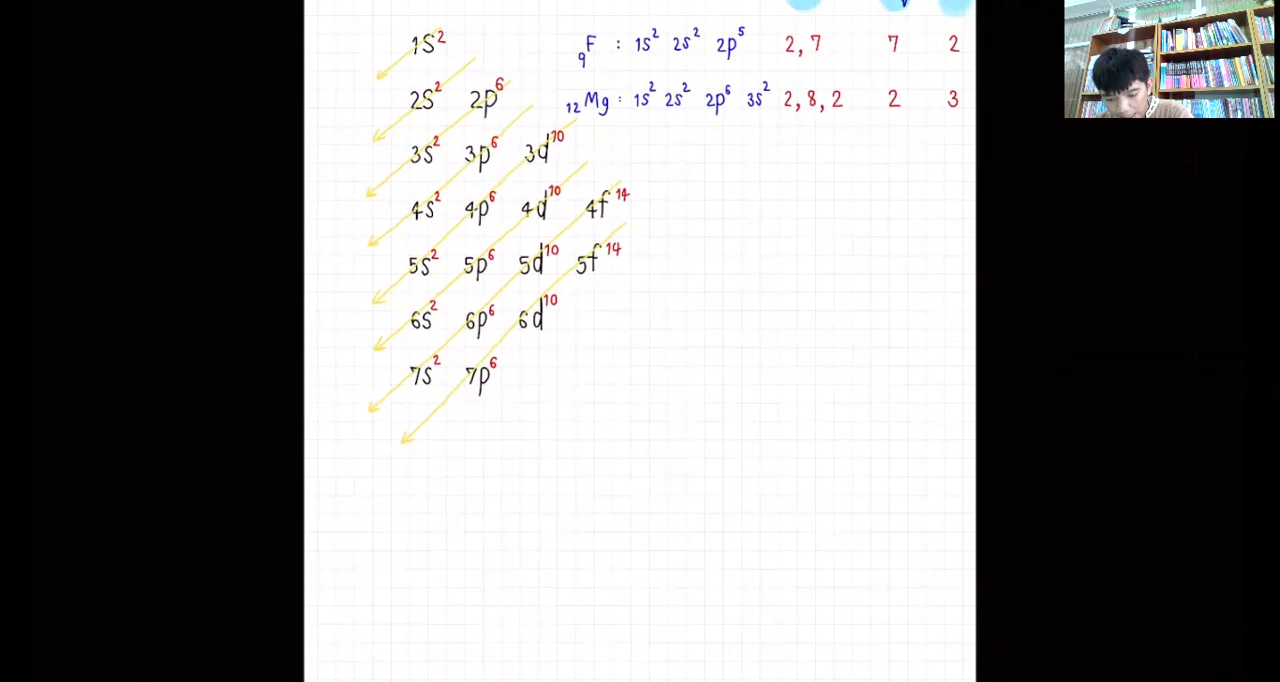 1s² ₉F : 1s² 2s² 2p⁵ 2, 7 7 2
2s² 2p⁶ ₁₂Mg : 1s² 2s² 2p⁶ 3s² 2, 8, 2 2 3
3s² 3p⁶ 3d¹⁰
4s² 4p⁶ 4d¹⁰ 4f¹⁴
5s² 5p⁶ 5d¹⁰ 5f¹⁴
6s² 6p⁶ 6d¹⁰
7s² 7p⁶